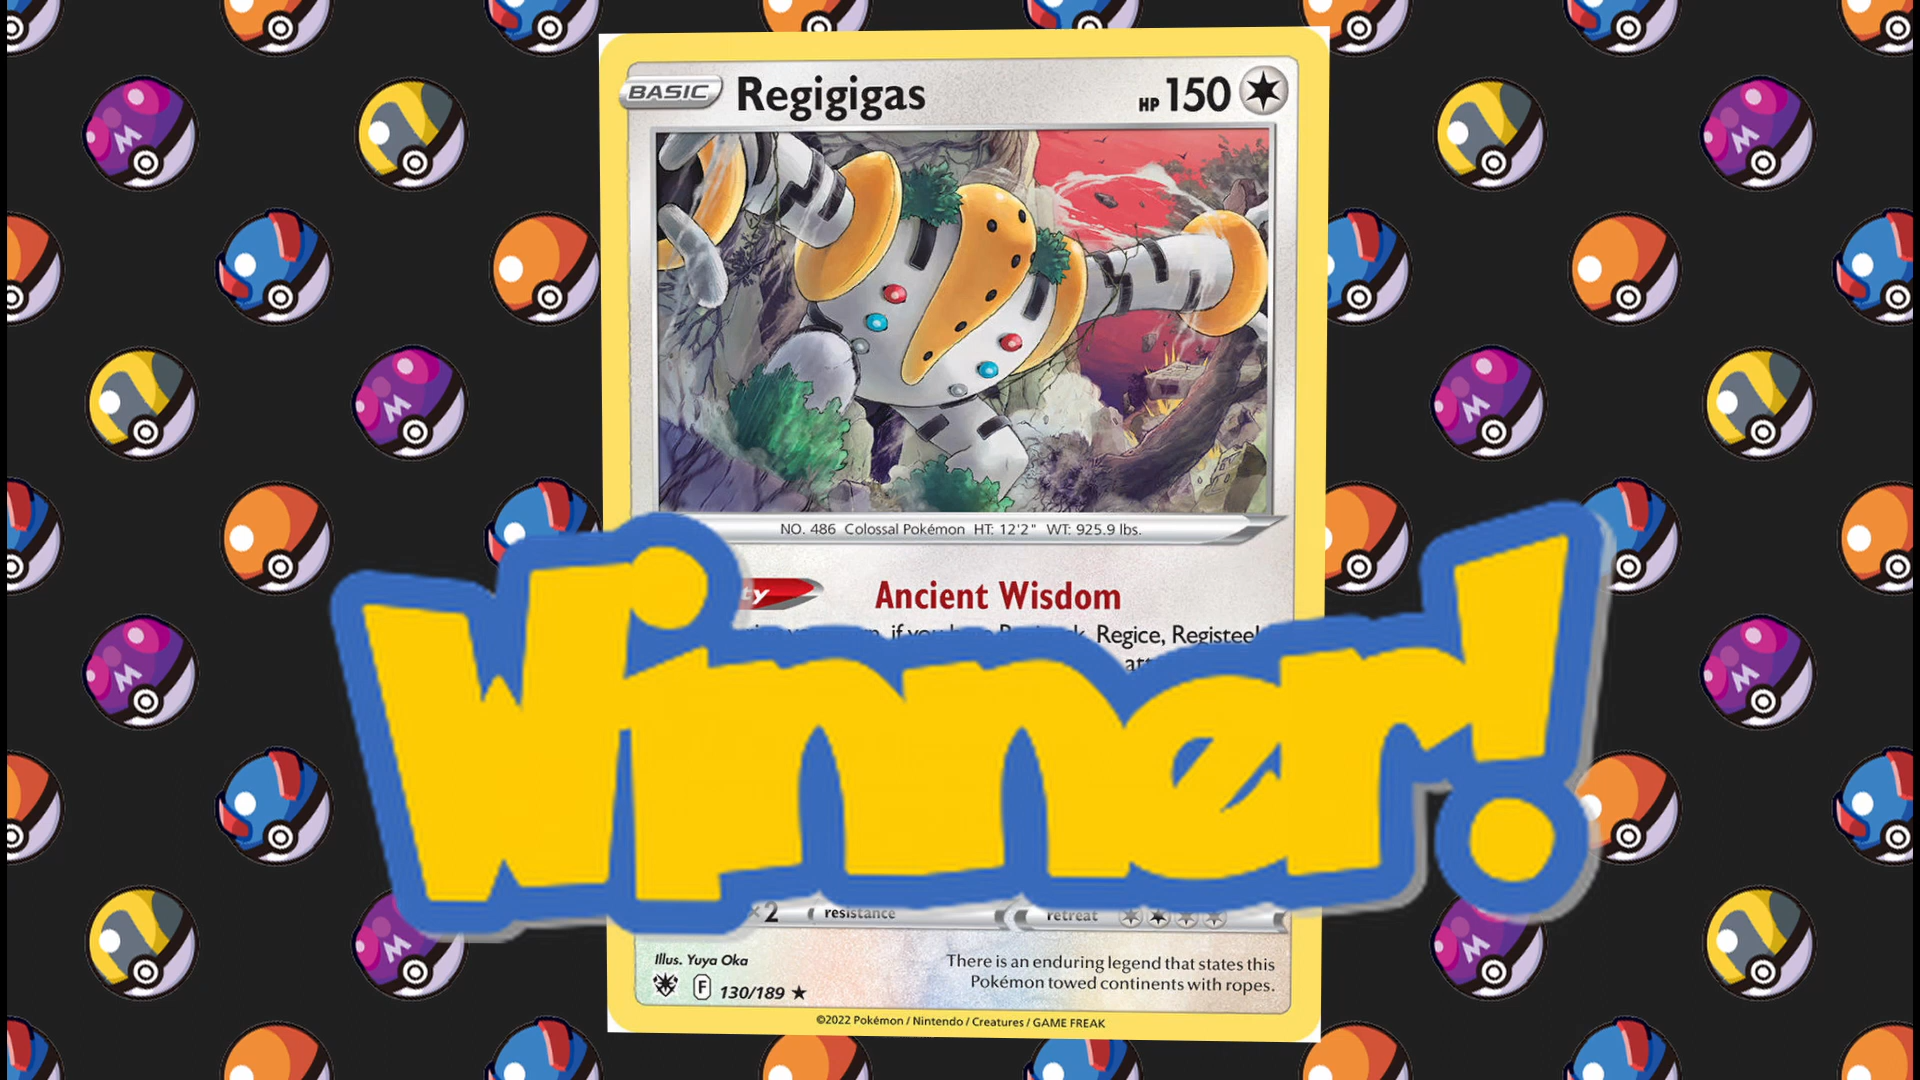 BASIC Regigigas HP 150
NO. 486 Colossal Pokémon HT: 12'2" WT: 925.9 lbs.
Ancient Wisdom
if you Regice, Registeel
Winner!
×2 resistance retreat
Illus. Yuya Oka
F 130/189 ★
There is an enduring legend that states this
Pokémon towed continents with ropes.
©2022 Pokémon / Nintendo / Creatures / GAME FREAK